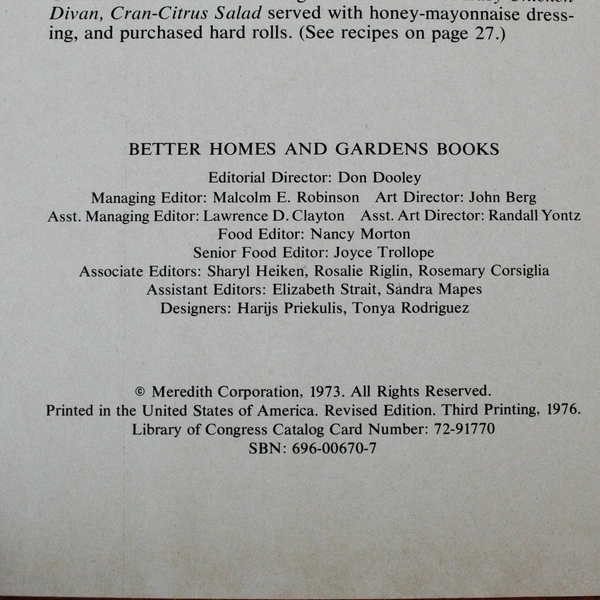 Divan, Cran-Citrus Salad served with honey-mayonnaise dress-
ing, and purchased hard rolls. (See recipes on page 27.)
BETTER HOMES AND GARDENS BOOKS
Editorial Director: Don Dooley
Managing Editor: Malcolm E. Robinson Art Director: John Berg
Asst. Managing Editor: Lawrence D. Clayton Asst. Art Director: Randall Yontz
Food Editor: Nancy Morton
Senior Food Editor: Joyce Trollope
Associate Editors: Sharyl Heiken, Rosalie Riglin, Rosemary Corsiglia
Assistant Editors: Elizabeth Strait, Sandra Mapes
Designers: Harijs Priekulis, Tonya Rodriguez
© Meredith Corporation, 1973. All Rights Reserved.
Printed in the United States of America. Revised Edition. Third Printing, 1976.
Library of Congress Catalog Card Number: 72-91770
SBN: 696-00670-7